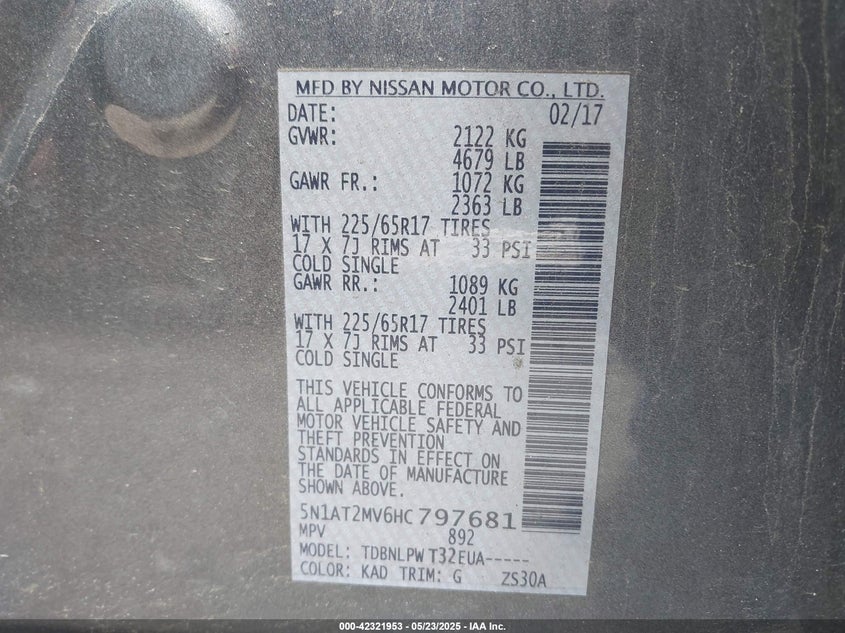 MFD BY NISSAN MOTOR CO., LTD.
DATE: 02/17
GVWR: 2122 KG
4679 LB
GAWR FR.: 1072 KG
2363 LB
WITH 225/65R17 TIRES
17 X 7J RIMS AT 33 PSI
COLD SINGLE
GAWR RR.: 1089 KG
2401 LB
WITH 225/65R17 TIRES
17 X 7J RIMS AT 33 PSI
COLD SINGLE
THIS VEHICLE CONFORMS TO
ALL APPLICABLE FEDERAL
MOTOR VEHICLE SAFETY AND
THEFT PREVENTION
STANDARDS IN EFFECT ON
THE DATE OF MANUFACTURE
SHOWN ABOVE.
5N1AT2MV6HC797681
MPV 892
MODEL: TDBNLPW T32EUA-----
COLOR: KAD TRIM: G ZS30A
000-42321953 - 05/23/2025 - IAA Inc.